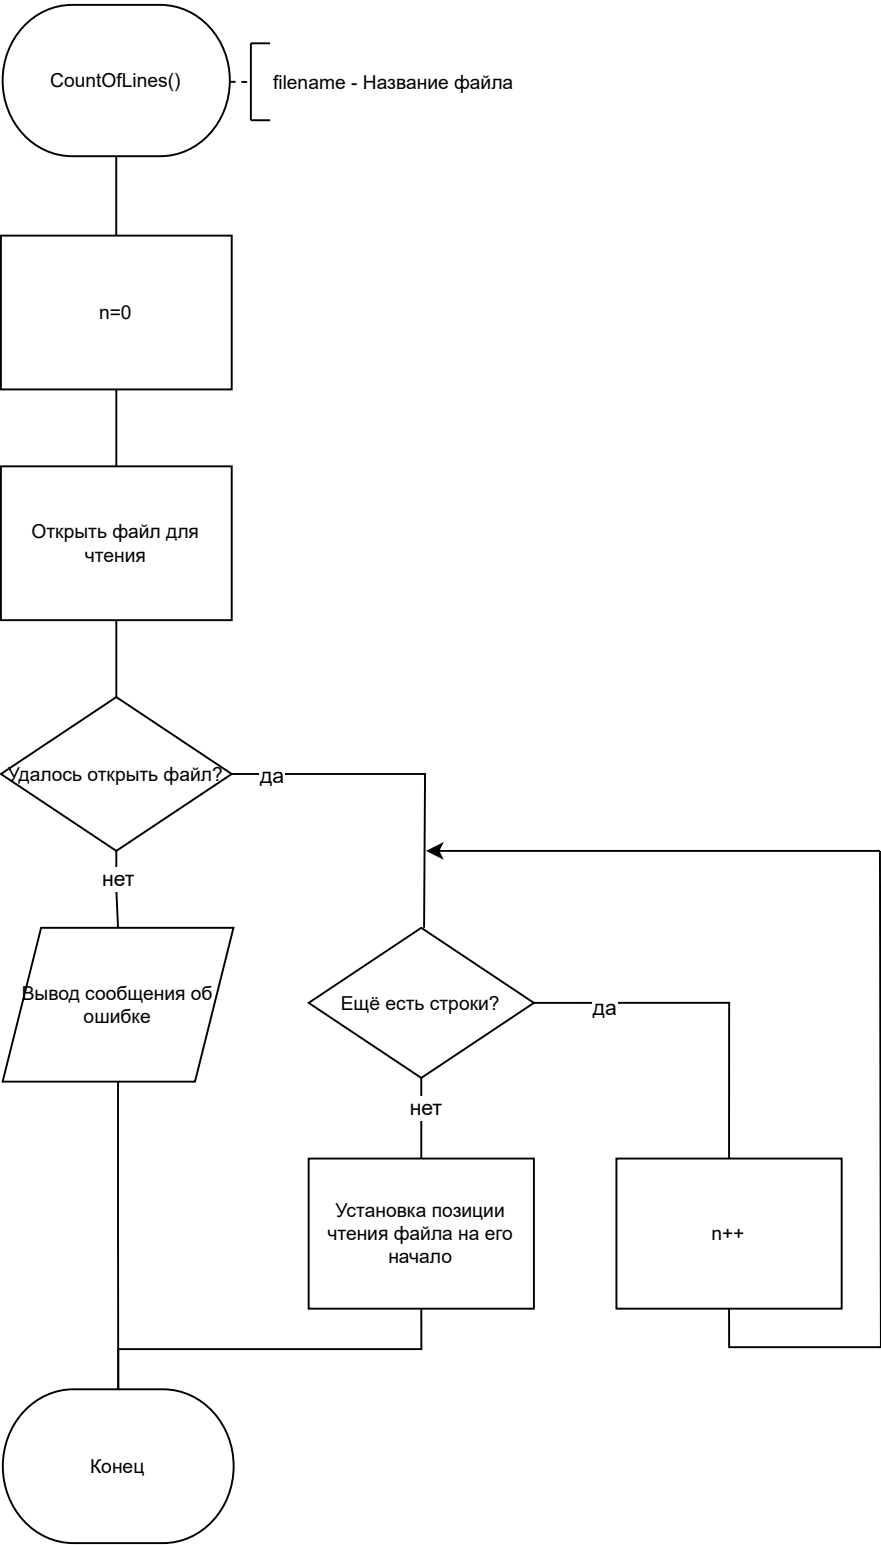 CountOfLines()
filename - Название файла
n=0
Открыть файл для
чтения
Удалось открыть файл?
да
нет
Вывод сообщения об
ошибке
Ещё есть строки?
да
нет
Установка позиции
чтения файла на его
начало
n++
Конец